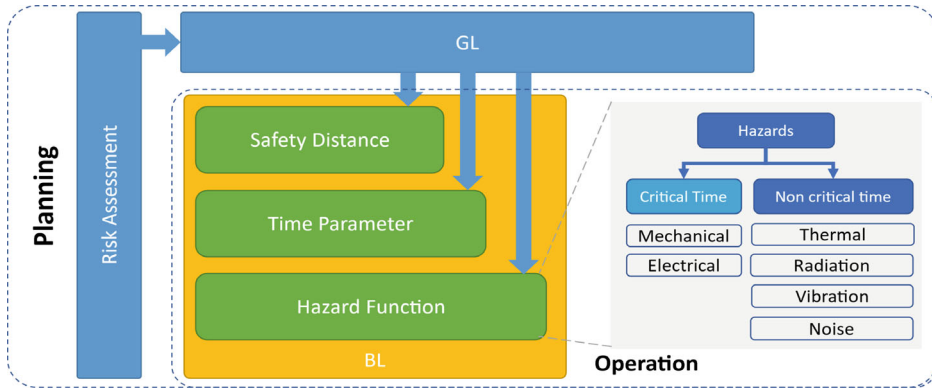 Planning
Risk Assessment
GL
Safety Distance
Time Parameter
Hazard Function
BL
Operation
Hazards
Critical Time
Non critical time
Mechanical
Thermal
Electrical
Radiation
Vibration
Noise